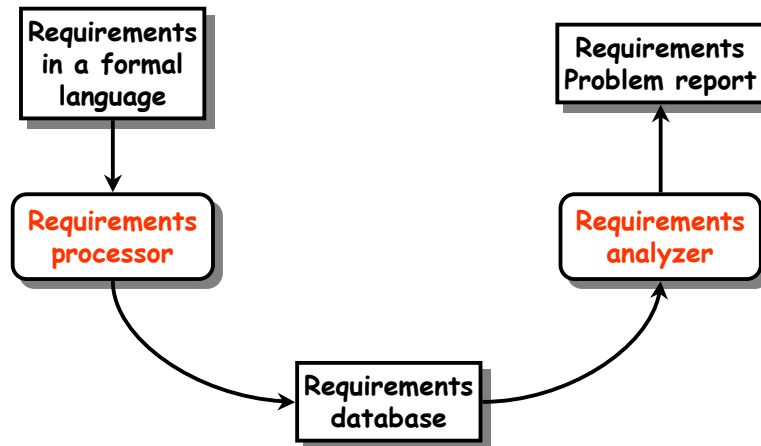 Requirements
in a formal
language
Requirements
Problem report
Requirements
processor
Requirements
analyzer
Requirements
database